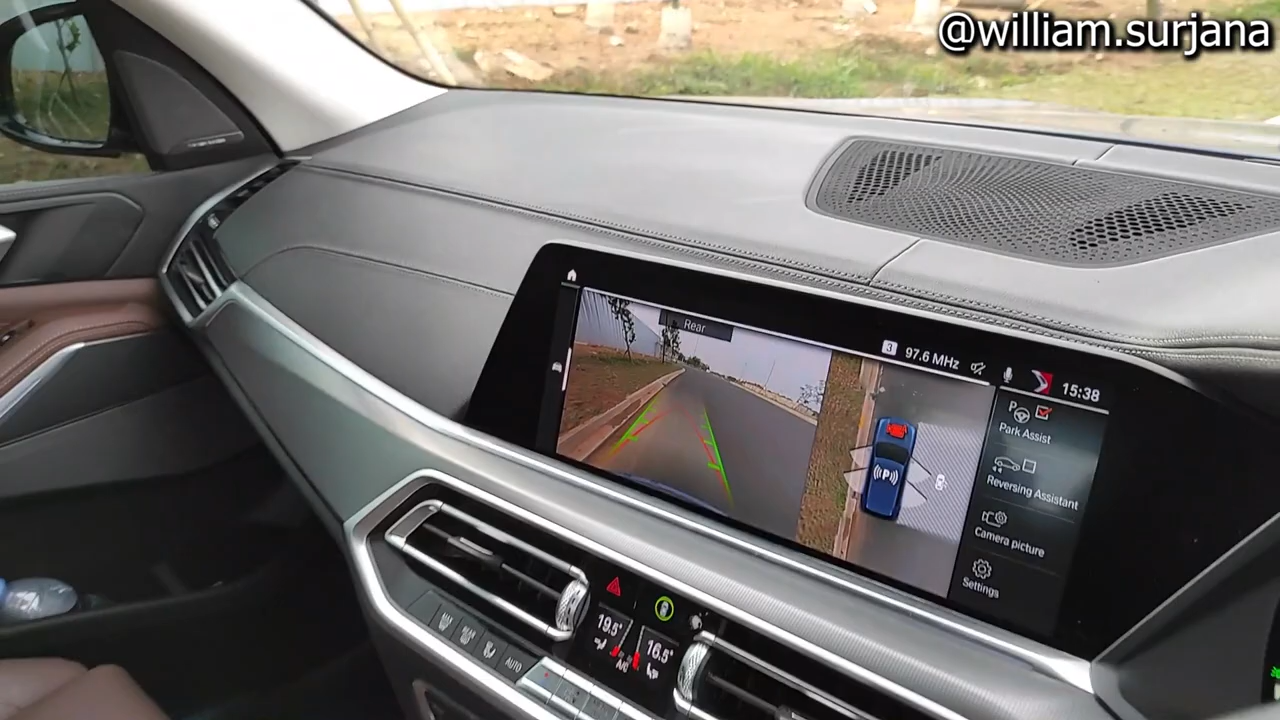 @william.surjana
Rear
3
97.6 MHz
15:38
P
Park Assist
Reversing Assistant
Camera picture
Settings
P
19.5°
16.5°
A/C
AUTO